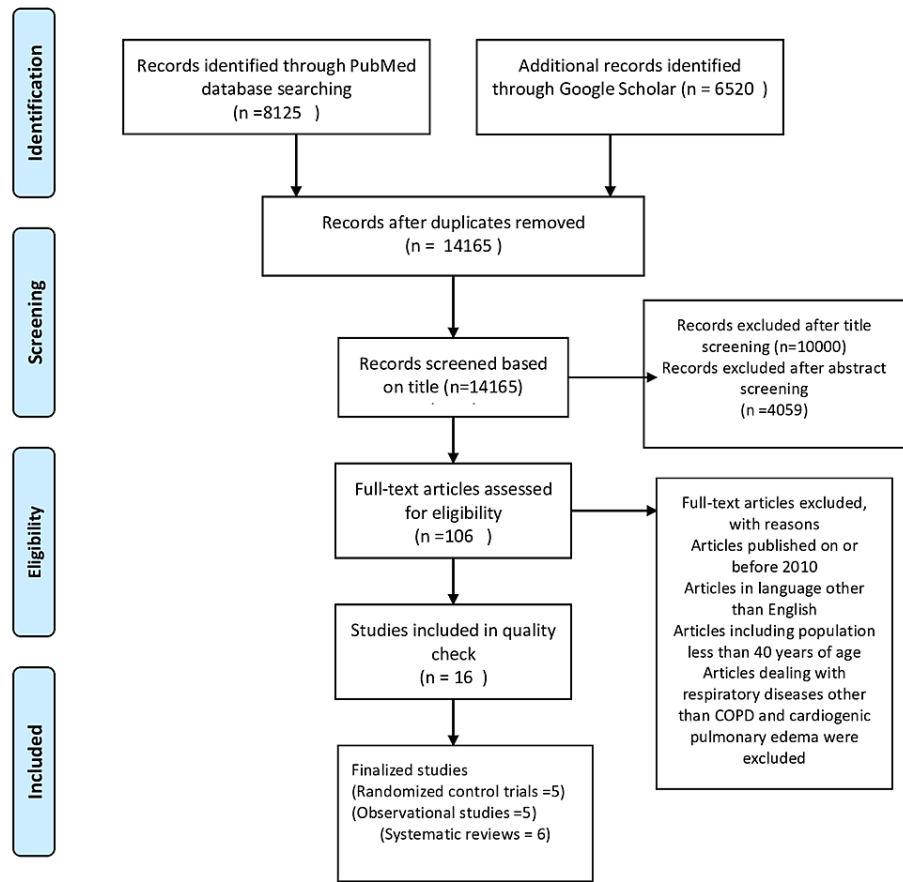 Identification
Records identified through PubMed
database searching
(n =8125 )
Additional records identified
through Google Scholar (n = 6520 )
Records after duplicates removed
(n = 14165 )
Screening
Records screened based
on title (n=14165)
Records excluded after title
screening (n=10000)
Records excluded after abstract
screening
(n =4059)
Eligibility
Full-text articles assessed
for eligibility
(n =106 )
Full-text articles excluded,
with reasons
Articles published on or
before 2010
Articles in language other
than English
Articles including population
less than 40 years of age
Articles dealing with
respiratory diseases other
than COPD and cardiogenic
pulmonary edema were
excluded
Studies included in quality
check
(n = 16 )
Included
Finalized studies
(Randomized control trials =5)
(Observational studies =5)
(Systematic reviews = 6)